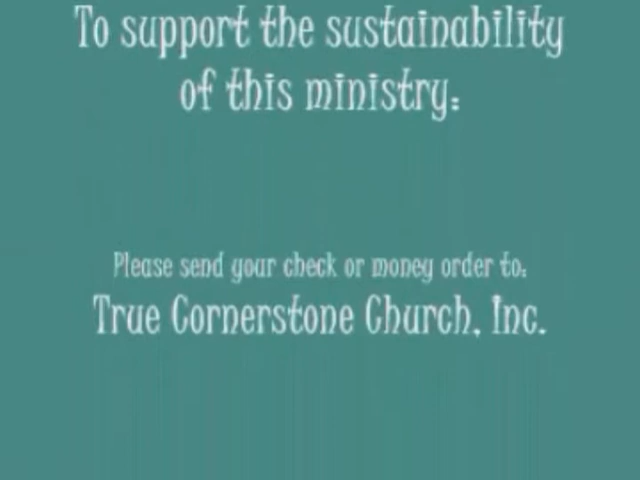 To support the sustainability
of this ministry:
Please send your check or money order to:
True Cornerstone Church, Inc.